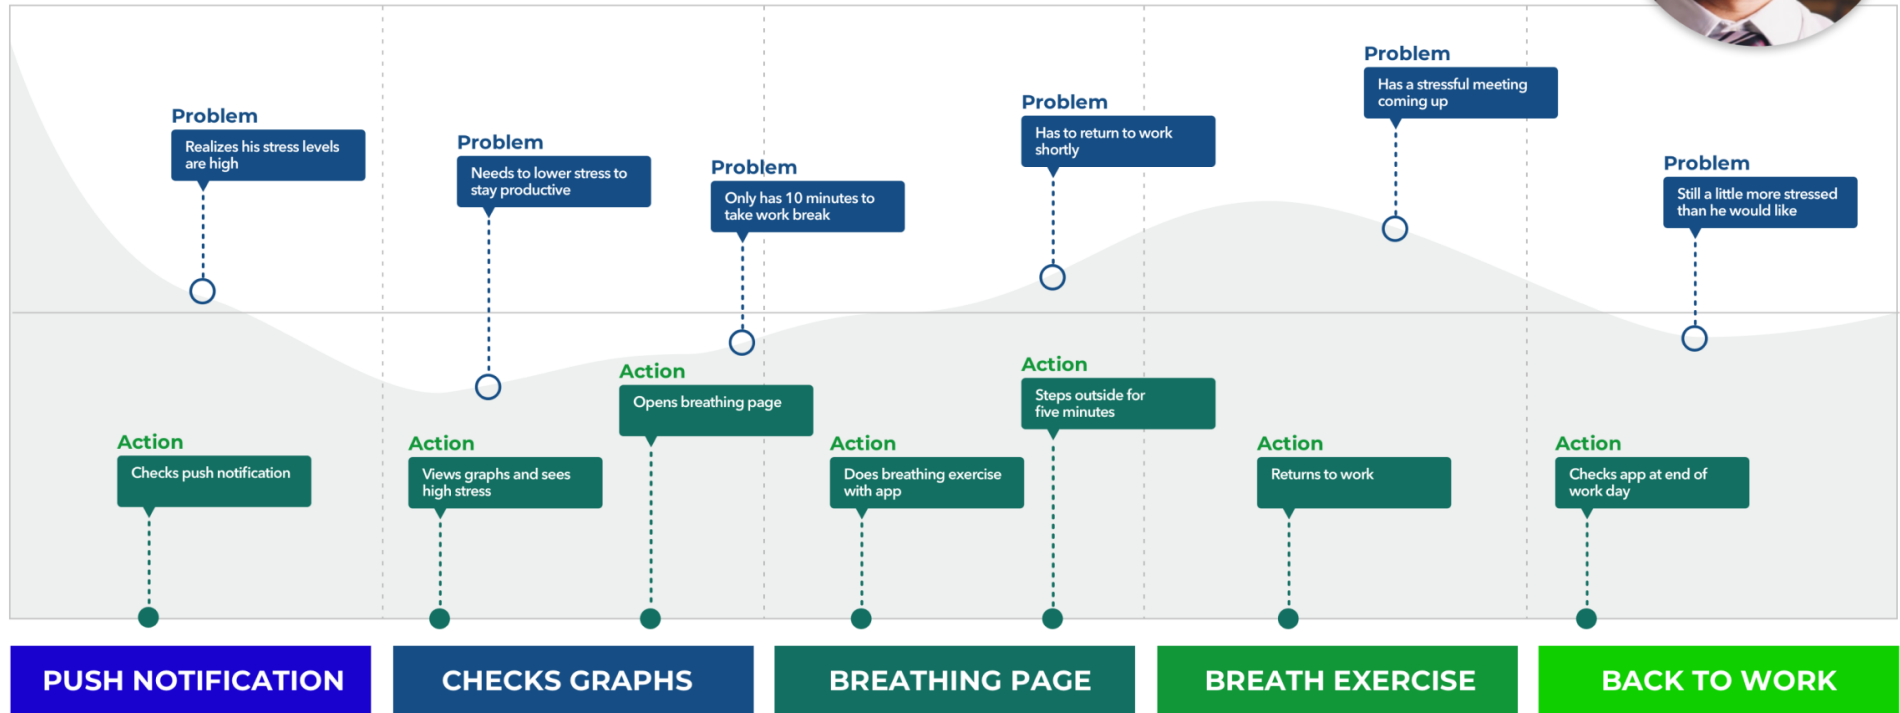 Problem
Realizes his stress levels
are high
Action
Checks push notification
Problem
Needs to lower stress to
stay productive
Action
Views graphs and sees
high stress
Action
Opens breathing page
Problem
Only has 10 minutes to
take work break
Action
Does breathing exercise
with app
Problem
Has to return to work
shortly
Action
Steps outside for
five minutes
Problem
Has a stressful meeting
coming up
Action
Returns to work
Problem
Still a little more stressed
than he would like
Action
Checks app at end of
work day
PUSH NOTIFICATION
CHECKS GRAPHS
BREATHING PAGE
BREATH EXERCISE
BACK TO WORK